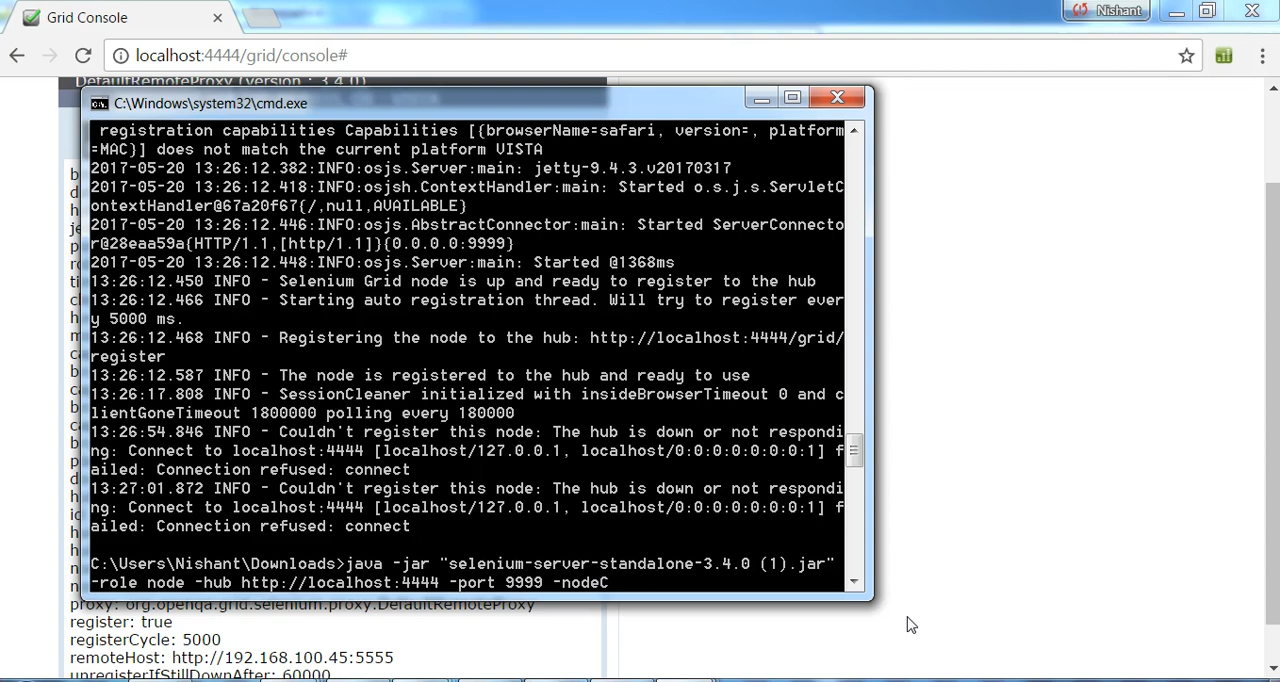 Grid Console
Nishant
localhost:4444/grid/console#
DefaultRemoteProxy (version : 3.4.0)
C:\Windows\system32\cmd.exe
registration capabilities Capabilities [{browserName=safari, version=, platform
=MAC}] does not match the current platform VISTA
2017-05-20 13:26:12.382:INFO:osjs.Server:main: jetty-9.4.3.v20170317
2017-05-20 13:26:12.418:INFO:osjsh.ContextHandler:main: Started o.s.j.s.ServletC
ontextHandler@67a20f67{/,null,AVAILABLE}
2017-05-20 13:26:12.446:INFO:osjs.AbstractConnector:main: Started ServerConnecto
r@28eaa59a{HTTP/1.1,[http/1.1]}{0.0.0.0:9999}
2017-05-20 13:26:12.448:INFO:osjs.Server:main: Started @1368ms
13:26:12.450 INFO - Selenium Grid node is up and ready to register to the hub
13:26:12.466 INFO - Starting auto registration thread. Will try to register ever
y 5000 ms.
13:26:12.468 INFO - Registering the node to the hub: http://localhost:4444/grid/
register
13:26:12.587 INFO - The node is registered to the hub and ready to use
13:26:17.808 INFO - SessionCleaner initialized with insideBrowserTimeout 0 and c
lientGoneTimeout 1800000 polling every 180000
13:26:54.846 INFO - Couldn't register this node: The hub is down or not respondi
ng: Connect to localhost:4444 [localhost/127.0.0.1, localhost/0:0:0:0:0:0:0:1] f
ailed: Connection refused: connect
13:27:01.872 INFO - Couldn't register this node: The hub is down or not respondi
ng: Connect to localhost:4444 [localhost/127.0.0.1, localhost/0:0:0:0:0:0:0:1] f
ailed: Connection refused: connect
C:\Users\Nishant\Downloads>java -jar "selenium-server-standalone-3.4.0 (1).jar"
-role node -hub http://localhost:4444 -port 9999 -nodeC
proxy: org.openqa.grid.selenium.proxy.DefaultRemoteProxy
register: true
registerCycle: 5000
remoteHost: http://192.168.100.45:5555
unregisterIfStillDownAfter: 60000